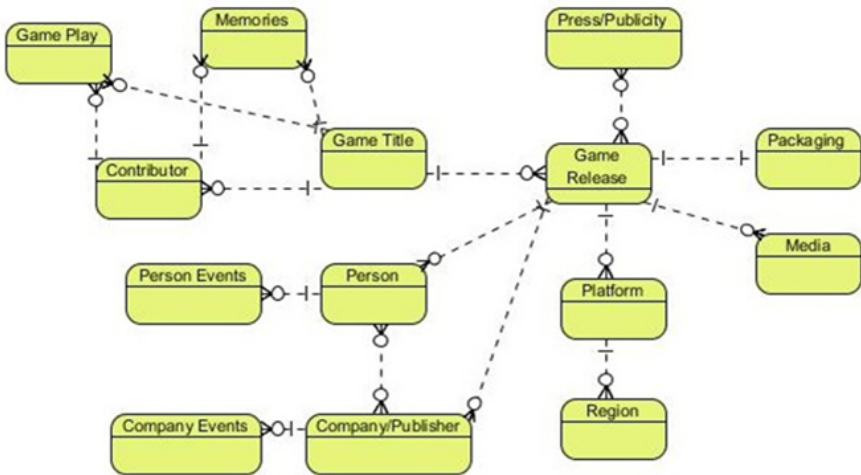 Game Play
Memories
Press/Publicity
Game Title
Game
Release
Packaging
Contributor
Media
Person Events
Person
Platform
Company Events
Company/Publisher
Region